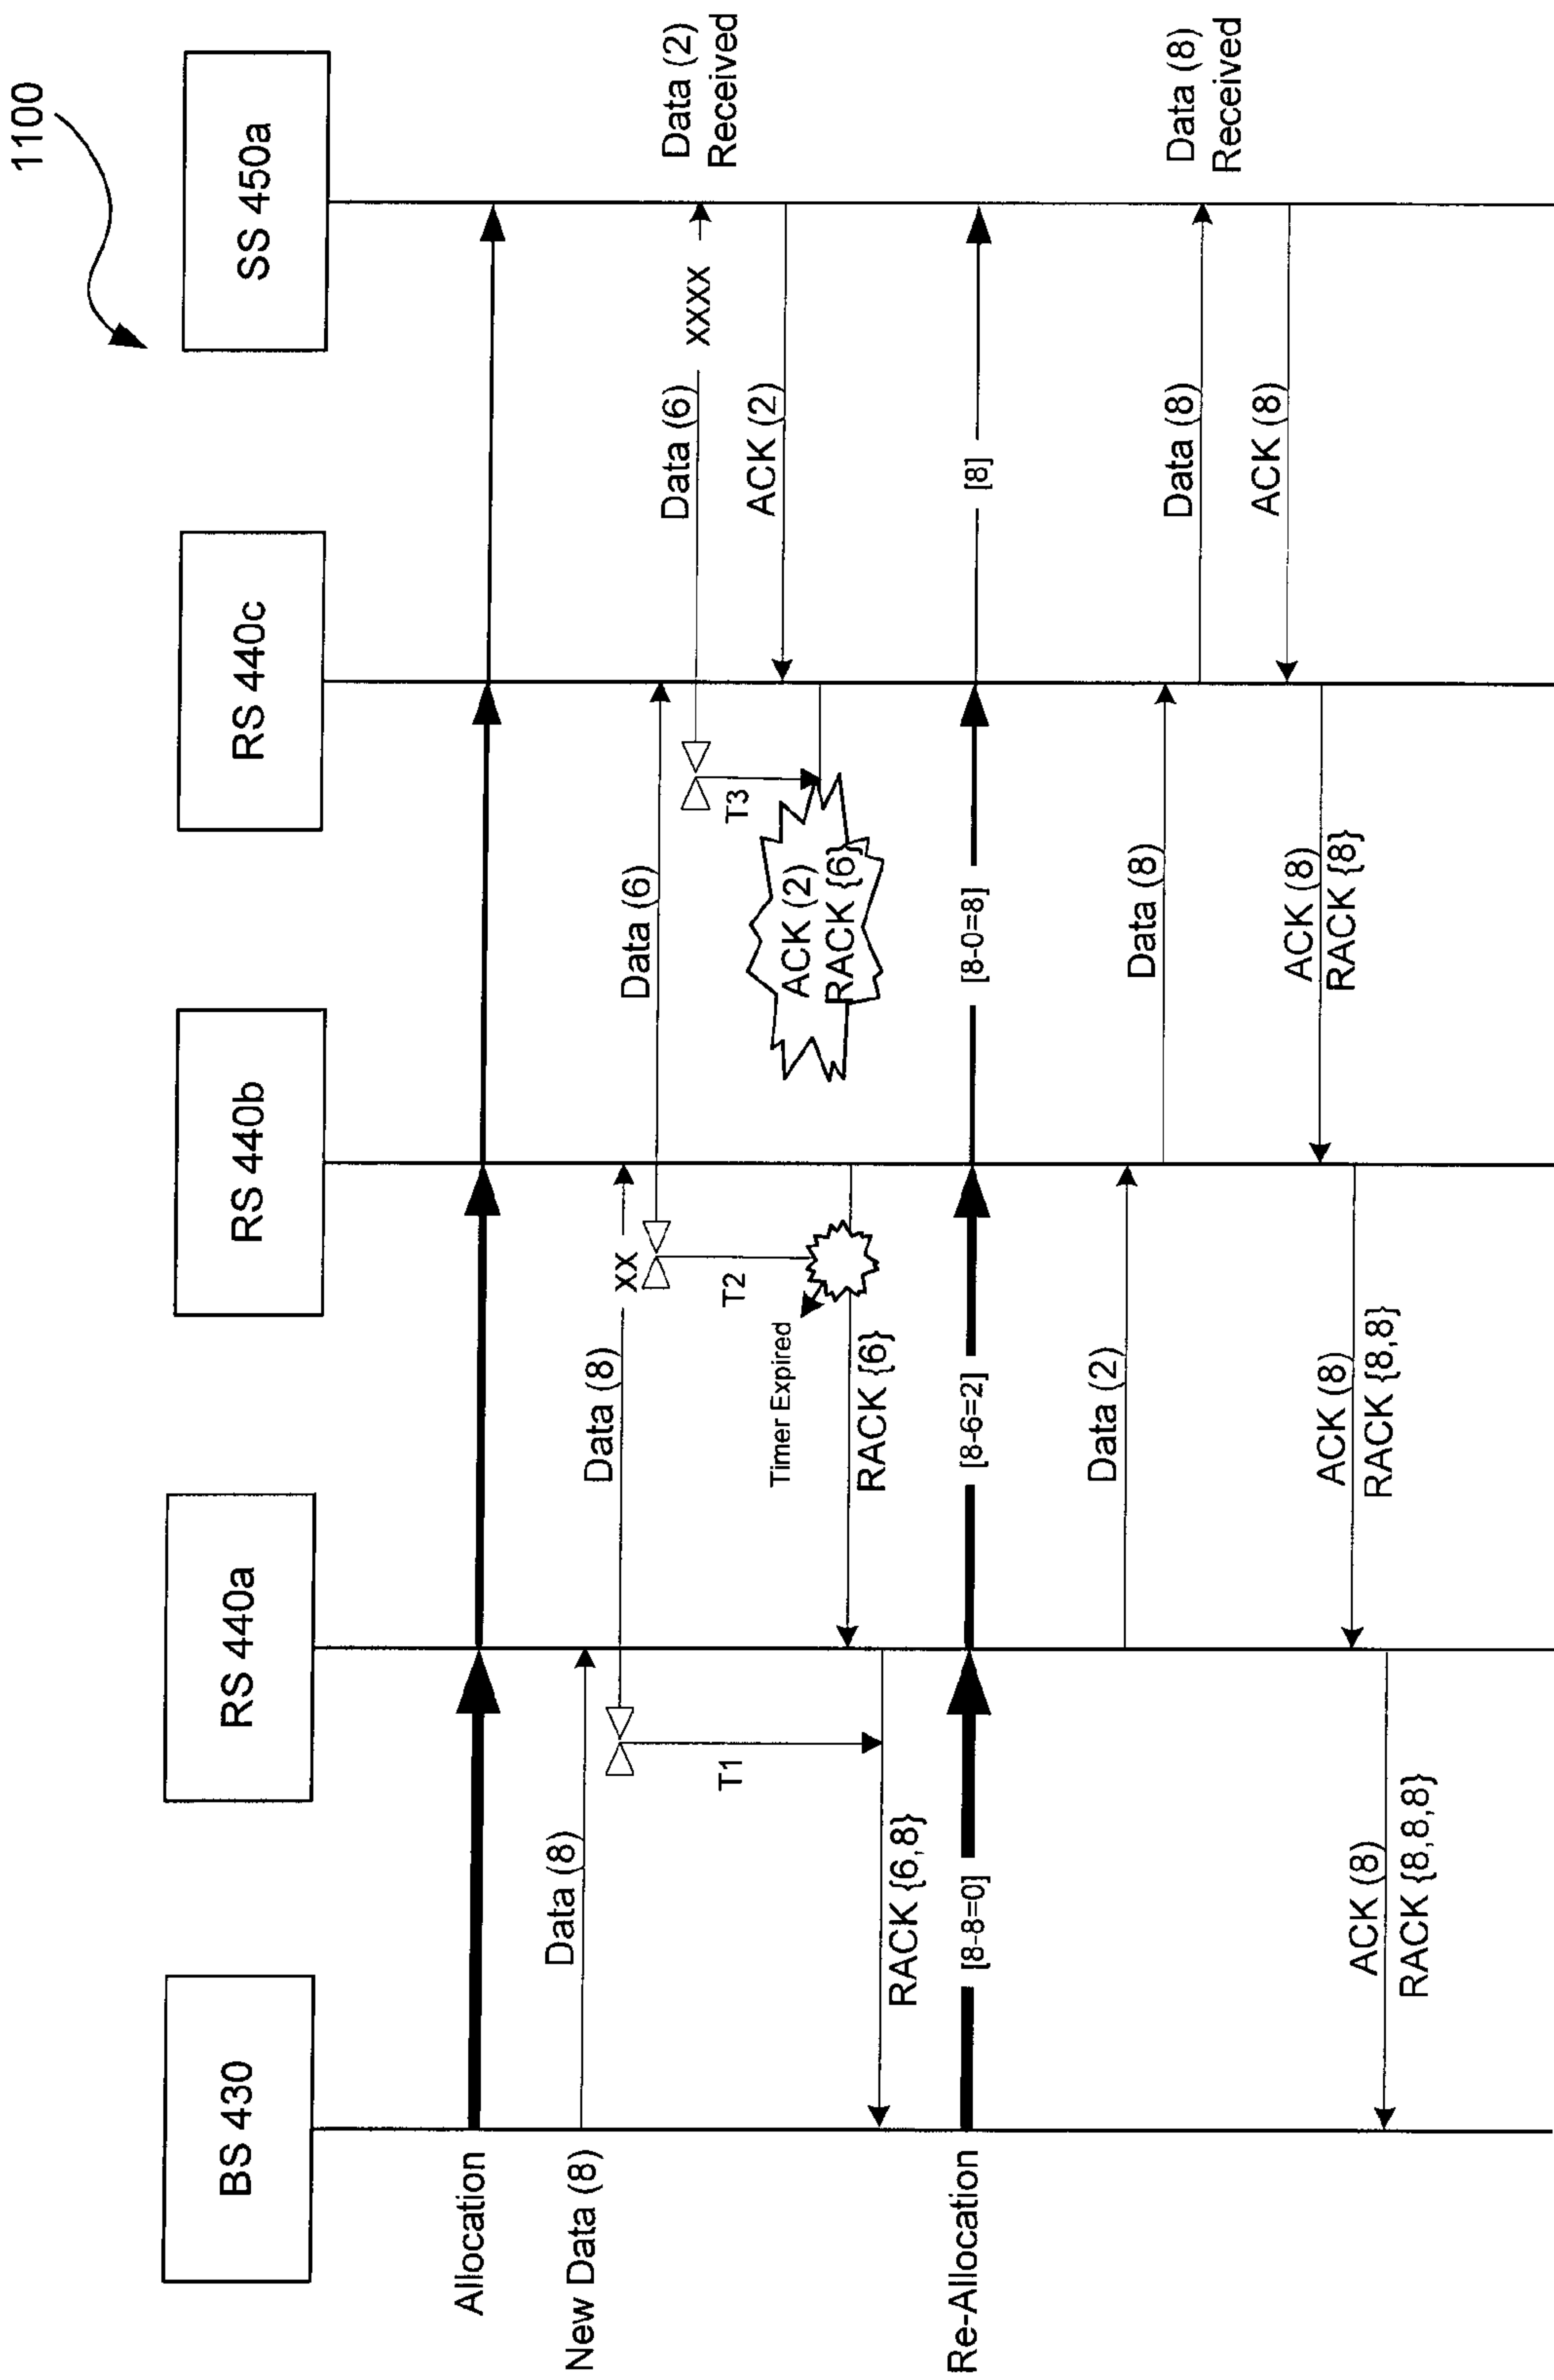 1100
BS 430
RS 440a
RS 440b
RS 440c
SS 450a
Allocation
New Data (8)
Data (8)
Data (8)
XX
Data (6)
Data (6)
XXXX
Data (2)
Received
T1
T2
T3
ACK (2)
ACK (2)
RACK {6}
Timer Expired
RACK {6}
RACK {6,8}
Re-Allocation
[8-8=0]
[8-6=2]
[8-0=8]
[8]
Data (2)
Data (8)
Data (8)
Data (8)
Received
ACK (8)
ACK (8)
RACK {8}
ACK (8)
RACK {8,8}
ACK (8)
RACK {8,8,8}